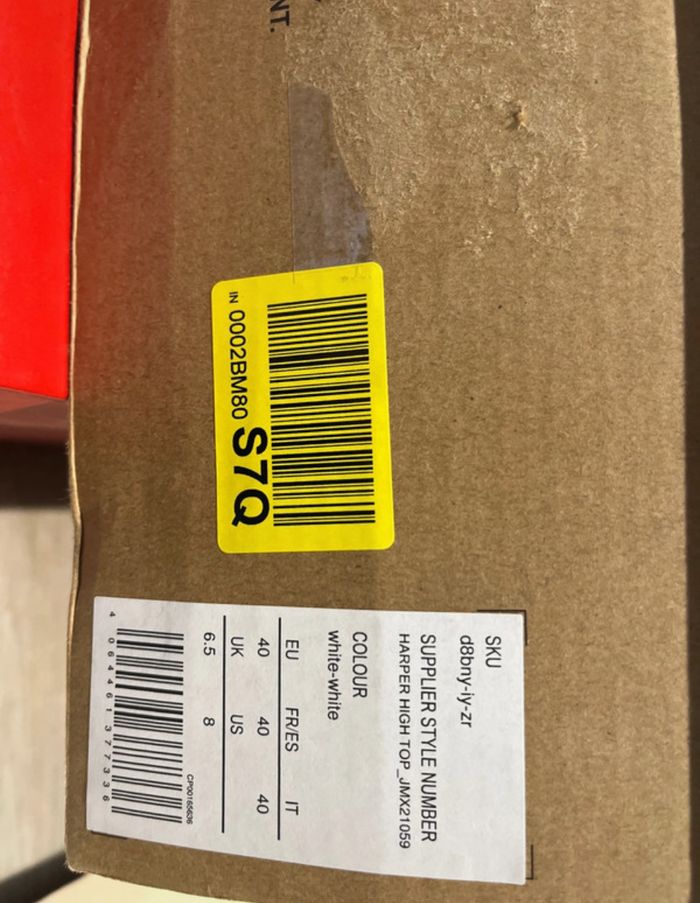 NT.
IN 0002BM80 S7Q
SKU
d8bny-iy-zr
SUPPLIER STYLE NUMBER
HARPER HIGH TOP_JMX21059
COLOUR
white-white
EU FR/ES IT
40 40 40
UK US
6.5 8
CP00165636
4 064461 377336